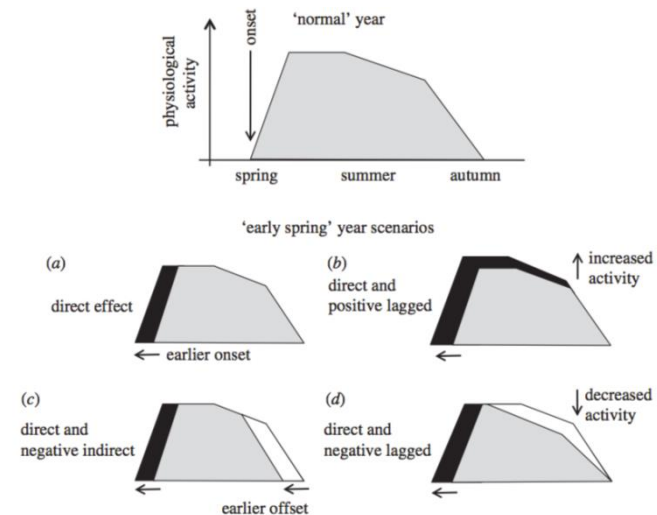 ‘normal’ year
onset
physiological
activity
spring summer autumn
‘early spring’ year scenarios
(a)
direct effect
earlier onset
(b)
direct and
positive lagged
increased
activity
(c)
direct and
negative indirect
earlier offset
(d)
direct and
negative lagged
decreased
activity